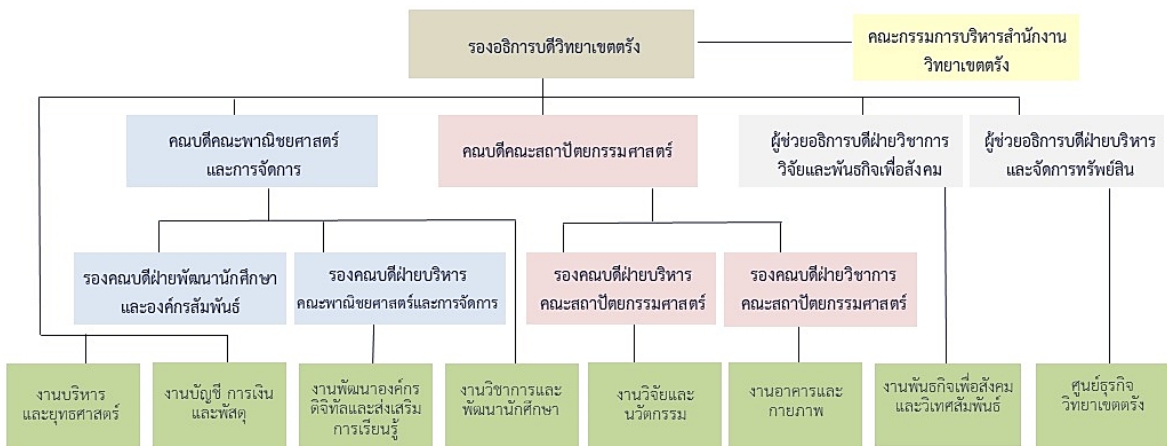 รองอธิการบดีวิทยาเขตตรัง
คณะกรรมการบริหารสำนักงาน
วิทยาเขตตรัง
คณบดีคณะพาณิชยศาสตร์
และการจัดการ
คณบดีคณะสถาปัตยกรรมศาสตร์
ผู้ช่วยอธิการบดีฝ่ายวิชาการ
วิจัยและพันธกิจเพื่อสังคม
ผู้ช่วยอธิการบดีฝ่ายบริหาร
และจัดการทรัพย์สิน
รองคณบดีฝ่ายพัฒนานักศึกษา
และองค์กรสัมพันธ์
รองคณบดีฝ่ายบริหาร
คณะพาณิชยศาสตร์และการจัดการ
รองคณบดีฝ่ายบริหาร
คณะสถาปัตยกรรมศาสตร์
รองคณบดีฝ่ายวิชาการ
คณะสถาปัตยกรรมศาสตร์
งานบริหาร
และยุทธศาสตร์
งานบัญชี การเงิน
และพัสดุ
งานพัฒนาองค์กร
ดิจิทัลและส่งเสริม
การเรียนรู้
งานวิชาการและ
พัฒนานักศึกษา
งานวิจัยและ
นวัตกรรม
งานอาคารและ
กายภาพ
งานพันธกิจเพื่อสังคม
และวิเทศสัมพันธ์
ศูนย์ธุรกิจ
วิทยาเขตตรัง